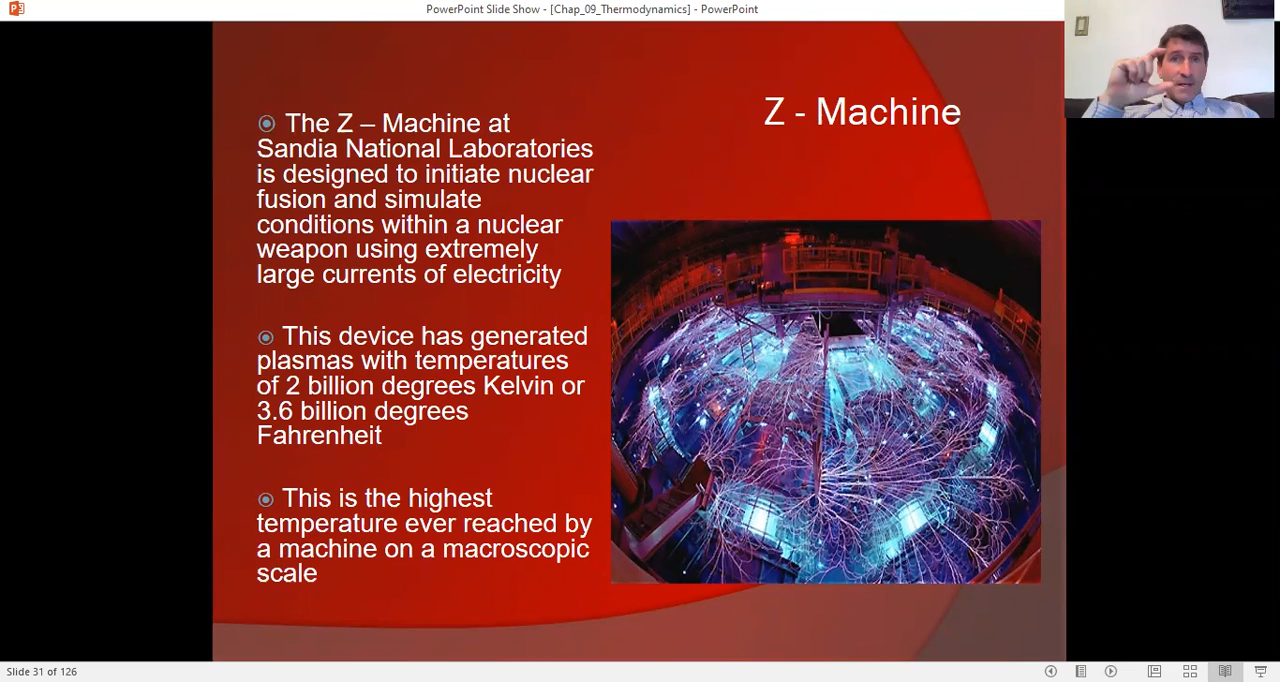 PowerPoint Slide Show - [Chap_09_Thermodynamics] - PowerPoint
Z - Machine
The Z – Machine at
Sandia National Laboratories
is designed to initiate nuclear
fusion and simulate
conditions within a nuclear
weapon using extremely
large currents of electricity
This device has generated
plasmas with temperatures
of 2 billion degrees Kelvin or
3.6 billion degrees
Fahrenheit
This is the highest
temperature ever reached by
a machine on a macroscopic
scale
Slide 31 of 126